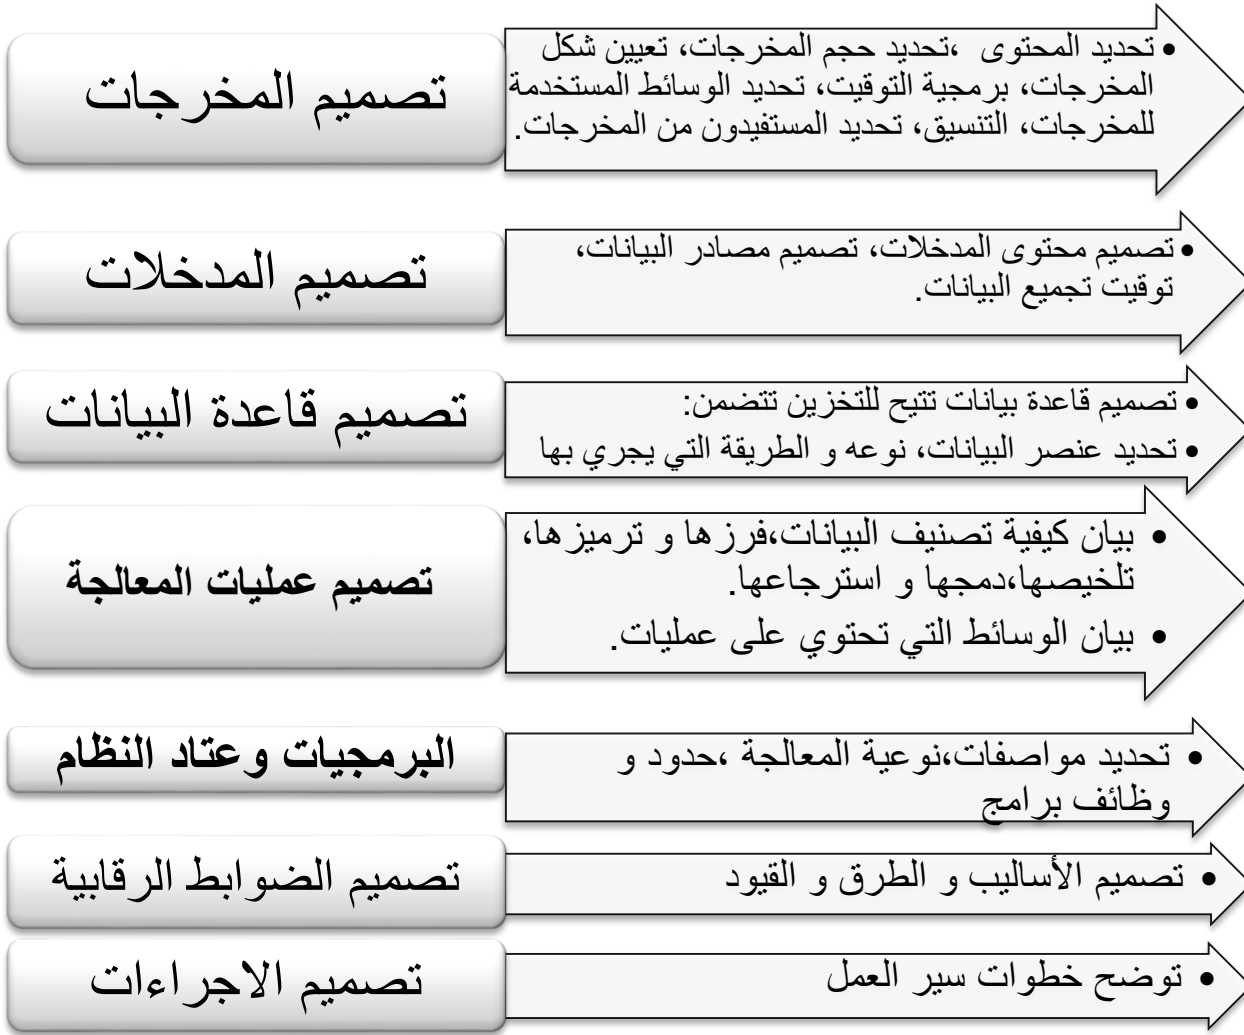 تصميم المخرجات
• تحديد المحتوى ،تحديد حجم المخرجات، تعيين شكل
المخرجات، برمجية التوقيت، تحديد الوسائط المستخدمة
للمخرجات، التنسيق، تحديد المستفيدون من المخرجات.
تصميم المدخلات
• تصميم محتوى المدخلات، تصميم مصادر البيانات،
توقيت تجميع البيانات.
تصميم قاعدة البيانات
• تصميم قاعدة بيانات تتيح للتخزين تتضمن:
• تحديد عنصر البيانات، نوعه و الطريقة التي يجري بها
تصميم عمليات المعالجة
• بيان كيفية تصنيف البيانات،فرزها و ترميزها،
تلخيصها،دمجها و استرجاعها.
• بيان الوسائط التي تحتوي على عمليات.
البرمجيات وعتاد النظام
• تحديد مواصفات،نوعية المعالجة ،حدود و
وظائف برامج
تصميم الضوابط الرقابية
• تصميم الأساليب و الطرق و القيود
تصميم الاجراءات
• توضح خطوات سير العمل